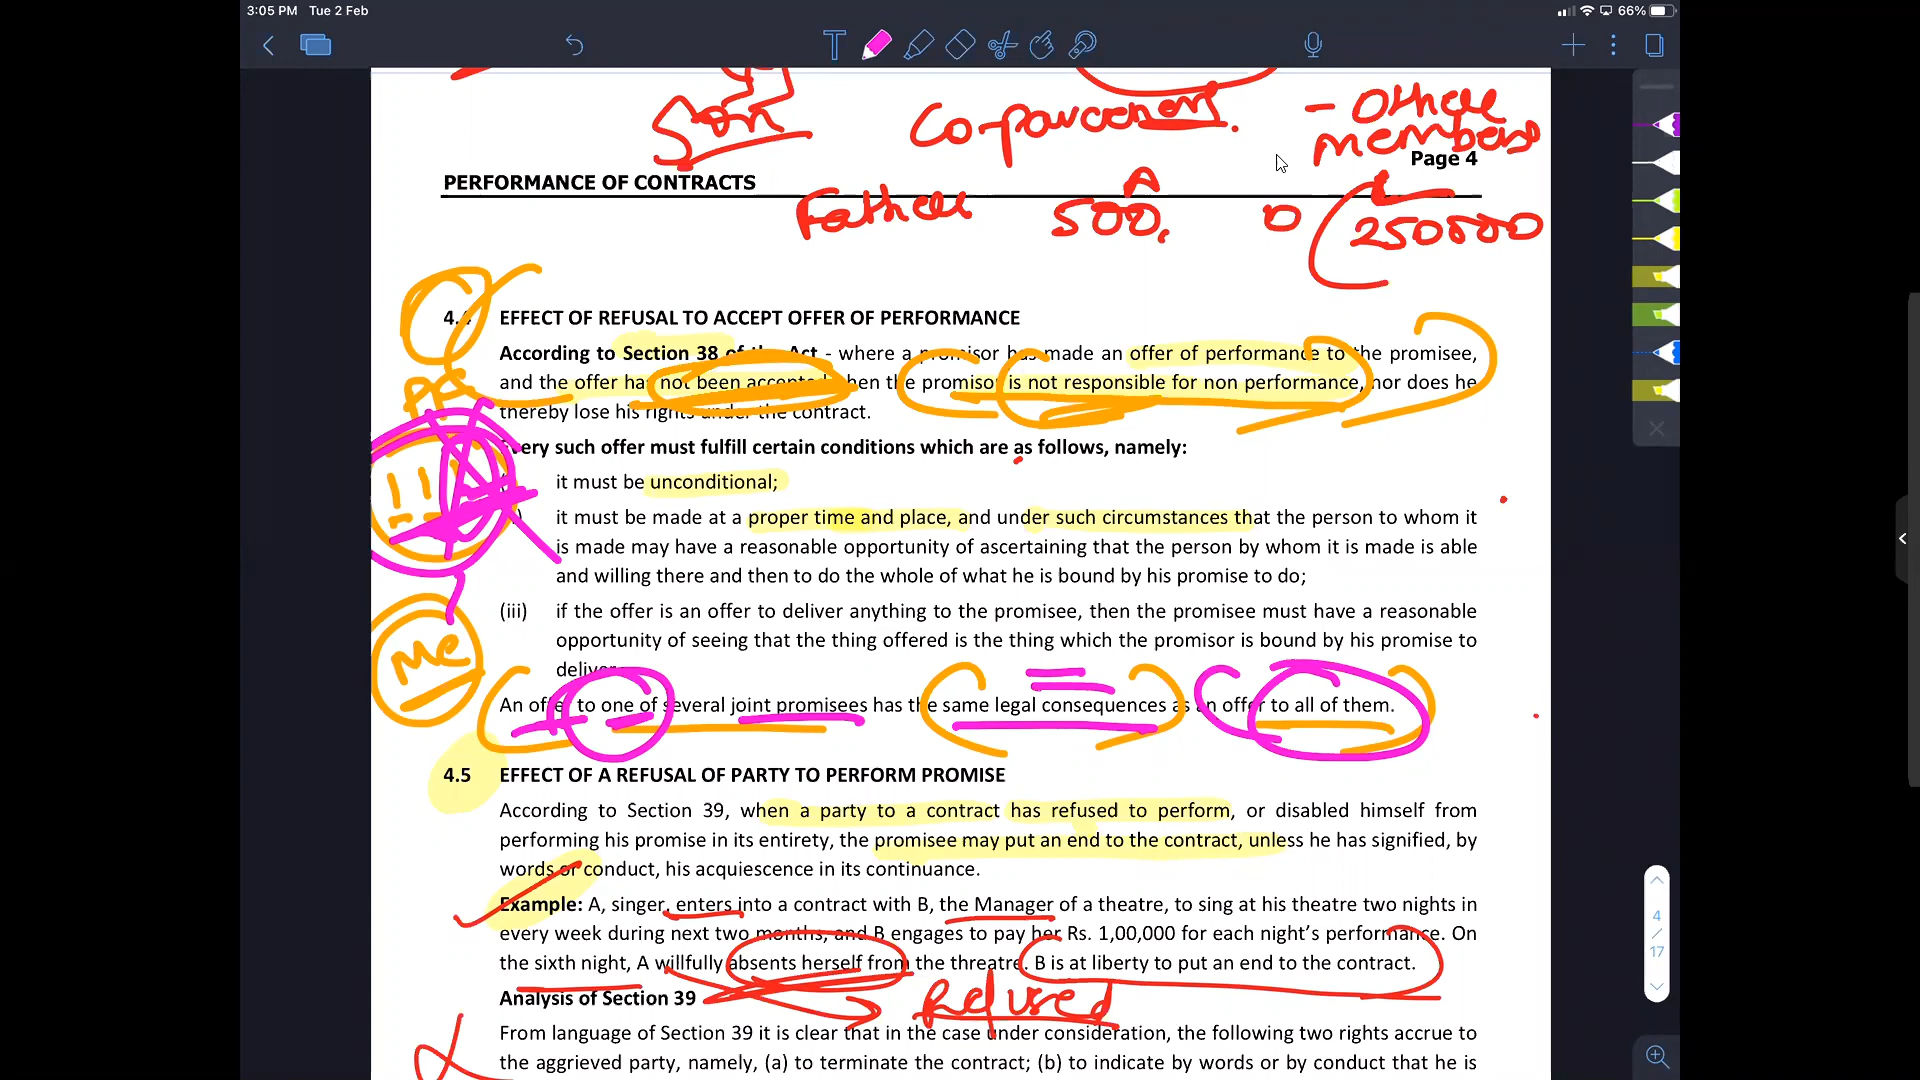 3:05 PM Tue 2 Feb
66%
Son
Co-parcenery.
- Other
members
Page 4
PERFORMANCE OF CONTRACTS
Father 500, 0 250000
4.4 EFFECT OF REFUSAL TO ACCEPT OFFER OF PERFORMANCE
According to Section 38 of the Act - where a promisor has made an offer of performance to the promisee,
and the offer has not been accepted, then the promisor is not responsible for non performance, nor does he
thereby lose his rights under the contract.
Every such offer must fulfill certain conditions which are as follows, namely:
it must be unconditional;
it must be made at a proper time and place, and under such circumstances that the person to whom it
is made may have a reasonable opportunity of ascertaining that the person by whom it is made is able
and willing there and then to do the whole of what he is bound by his promise to do;
(iii) if the offer is an offer to deliver anything to the promisee, then the promisee must have a reasonable
opportunity of seeing that the thing offered is the thing which the promisor is bound by his promise to
deliver.
Me
An offer to one of several joint promisees has the same legal consequences as an offer to all of them.
4.5 EFFECT OF A REFUSAL OF PARTY TO PERFORM PROMISE
According to Section 39, when a party to a contract has refused to perform, or disabled himself from
performing his promise in its entirety, the promisee may put an end to the contract, unless he has signified, by
words or conduct, his acquiescence in its continuance.
Example: A, singer, enters into a contract with B, the Manager of a theatre, to sing at his theatre two nights in
every week during next two months, and B engages to pay her Rs. 1,00,000 for each night's performance. On
the sixth night, A willfully absents herself from the threatre. B is at liberty to put an end to the contract.
Analysis of Section 39
Refused
From language of Section 39 it is clear that in the case under consideration, the following two rights accrue to
the aggrieved party, namely, (a) to terminate the contract; (b) to indicate by words or by conduct that he is
4
/
17